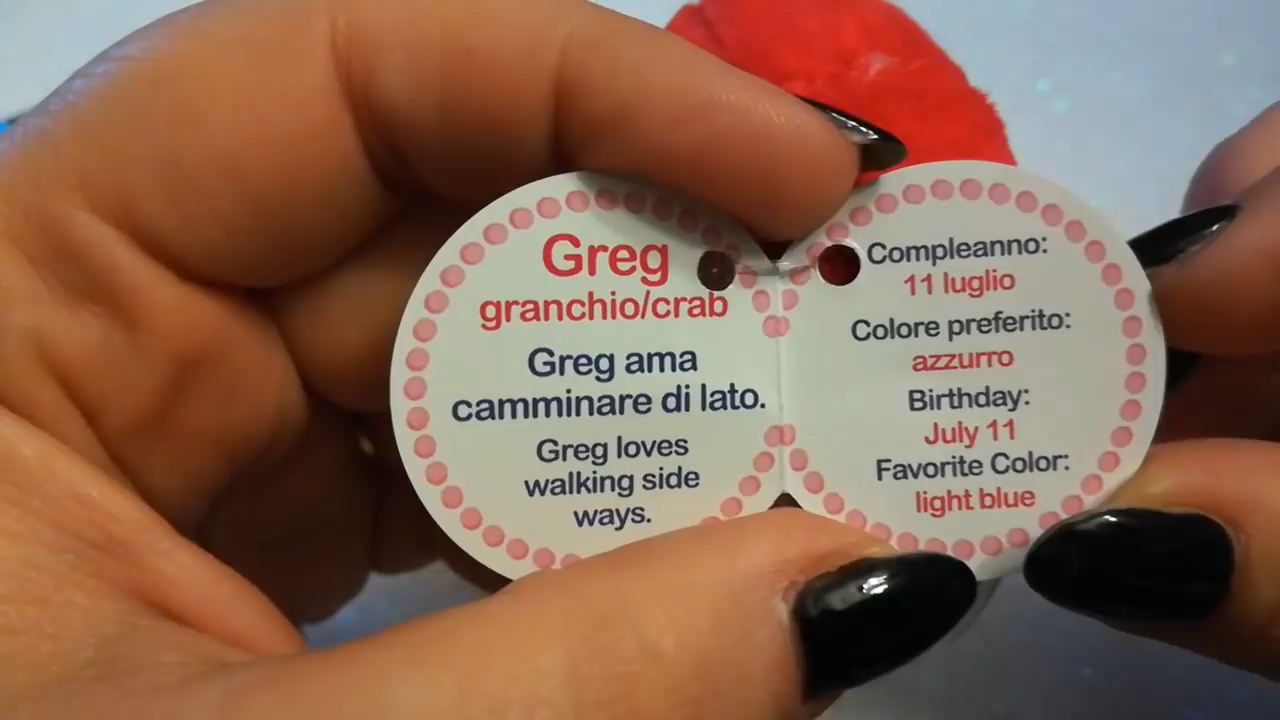 Greg
granchio/crab
Greg ama
camminare di lato.
Greg loves
walking side
ways.
Compleanno:
11 luglio
Colore preferito:
azzurro
Birthday:
July 11
Favorite Color:
light blue